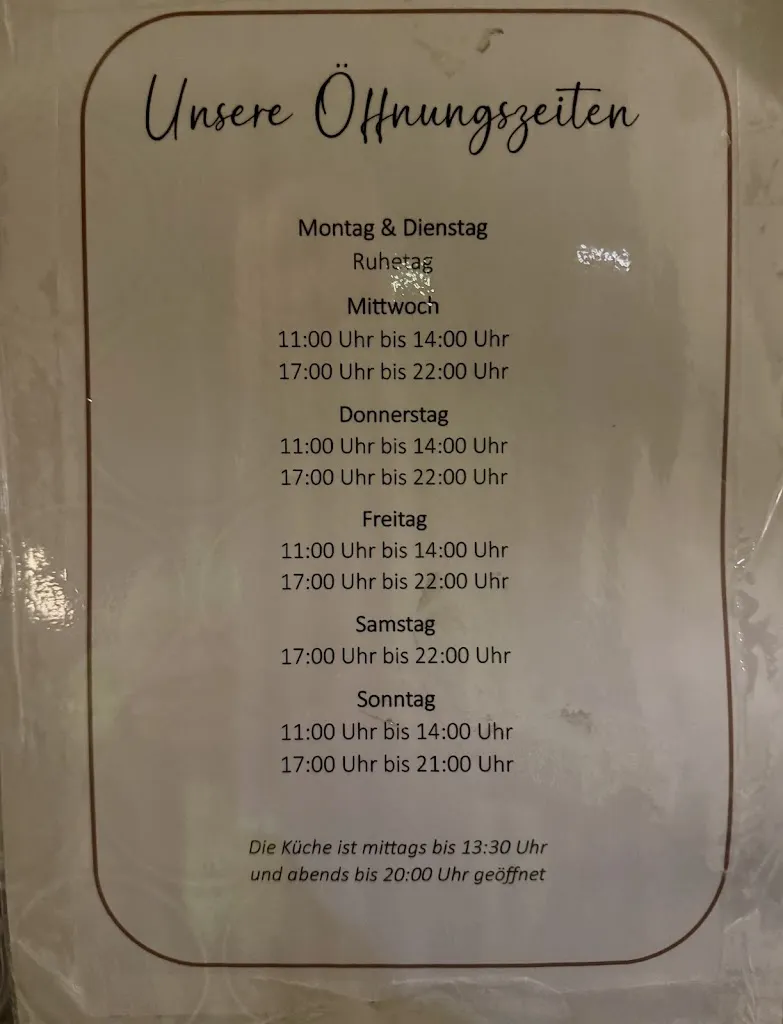 Unsere Öffnungszeiten
Montag & Dienstag
Ruhetag
Mittwoch
11:00 Uhr bis 14:00 Uhr
17:00 Uhr bis 22:00 Uhr
Donnerstag
11:00 Uhr bis 14:00 Uhr
17:00 Uhr bis 22:00 Uhr
Freitag
11:00 Uhr bis 14:00 Uhr
17:00 Uhr bis 22:00 Uhr
Samstag
17:00 Uhr bis 22:00 Uhr
Sonntag
11:00 Uhr bis 14:00 Uhr
17:00 Uhr bis 21:00 Uhr
Die Küche ist mittags bis 13:30 Uhr
und abends bis 20:00 Uhr geöffnet